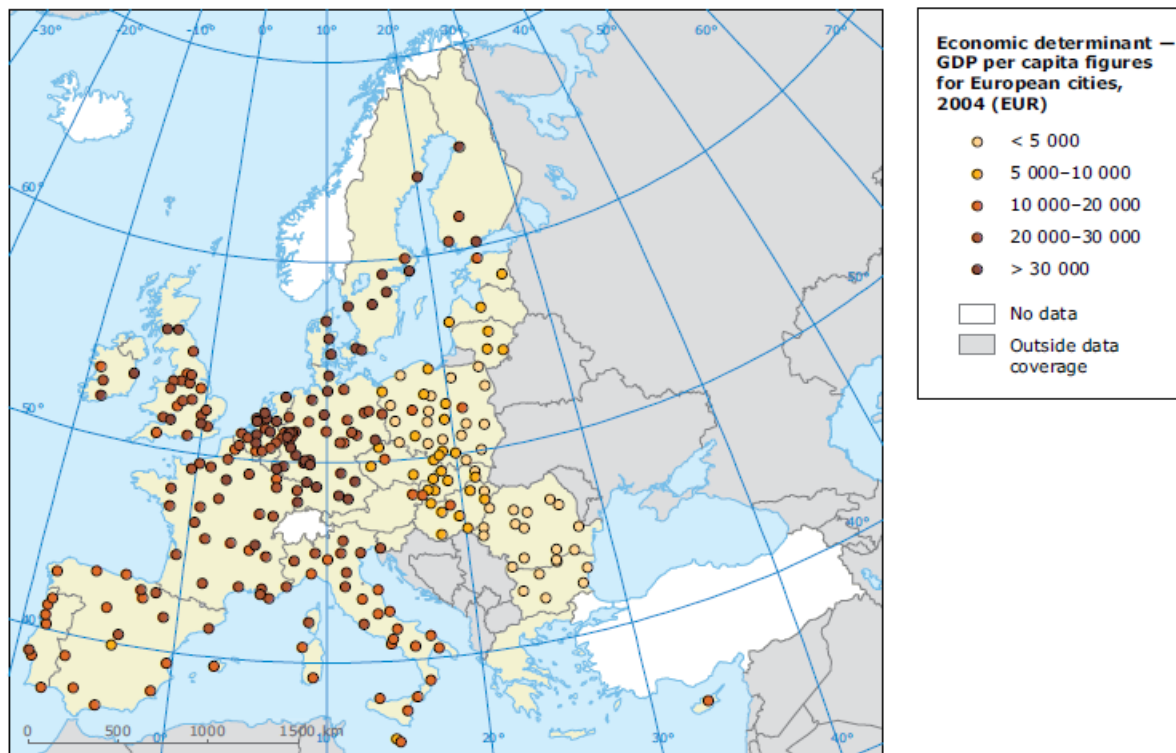 -30°
-20°
-10°
0°
10°
20°
30°
40°
50°
60°
70°
60°
50°
50°
40°
40°
0
500
1000
1500 km
0°
10°
20°
30°
Economic determinant —
GDP per capita figures
for European cities,
2004 (EUR)
< 5 000
5 000–10 000
10 000–20 000
20 000–30 000
> 30 000
No data
Outside data
coverage